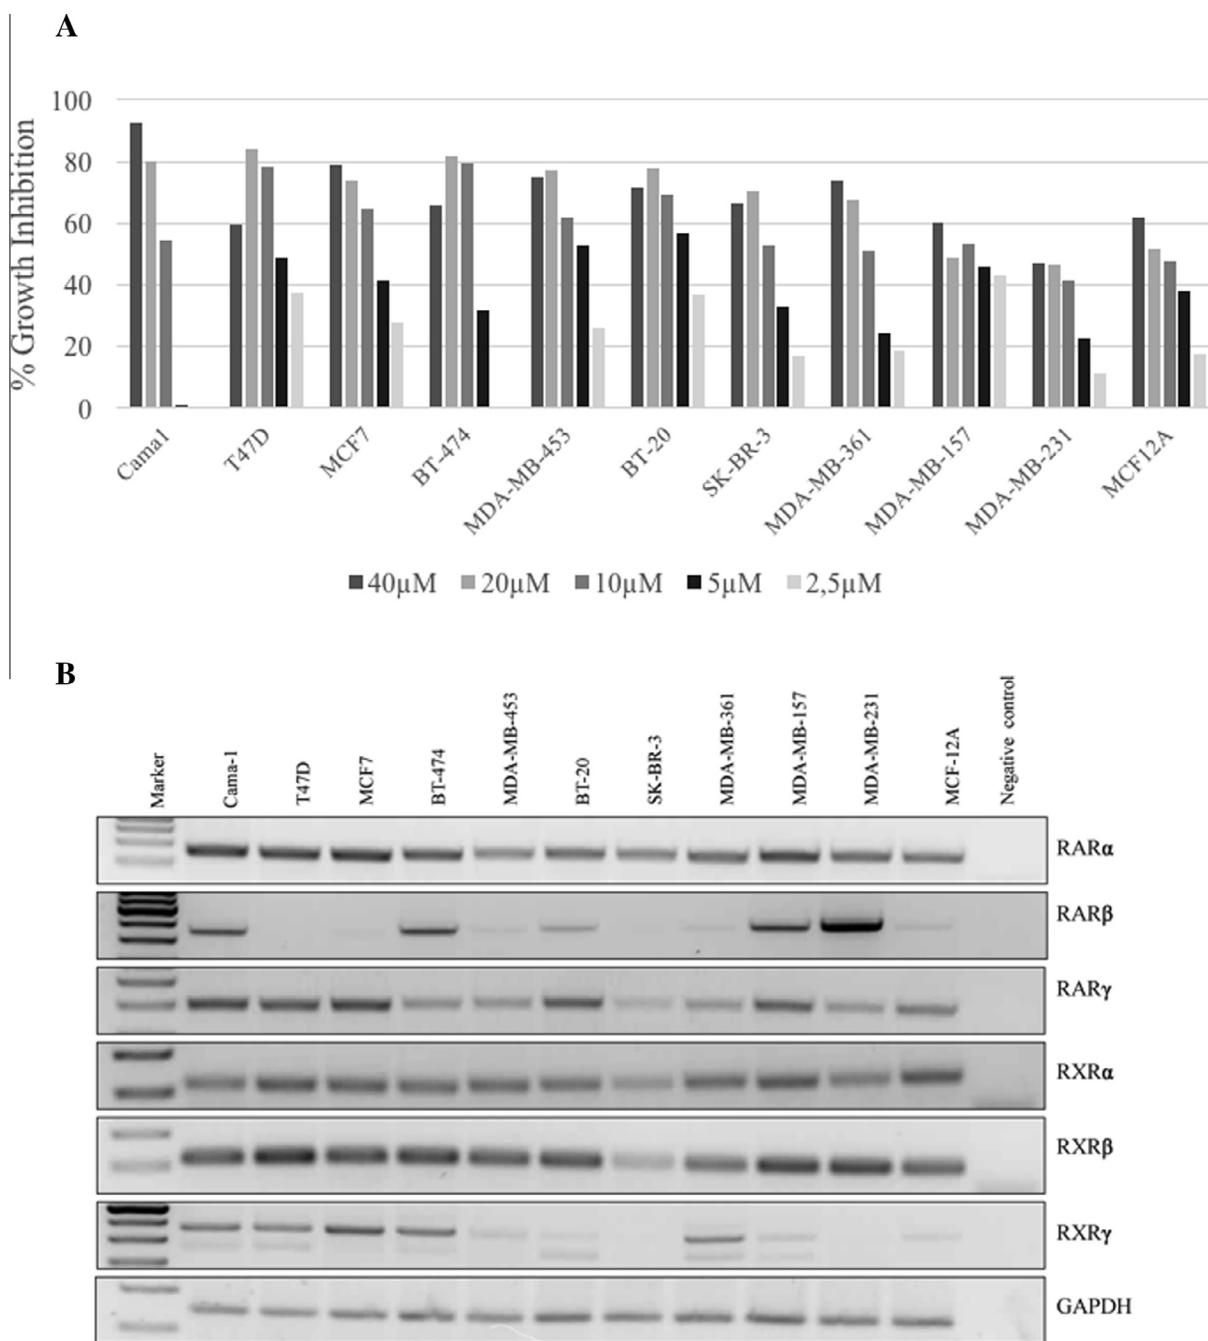 A
% Growth Inhibition
100
80
60
40
20
0
Cama1
T47D
MCF7
BT-474
MDA-MB-453
BT-20
SK-BR-3
MDA-MB-361
MDA-MB-157
MDA-MB-231
MCF12A
40µM 20µM 10µM 5µM 2,5µM
B
Marker
Cama-1
T47D
MCF7
BT-474
MDA-MB-453
BT-20
SK-BR-3
MDA-MB-361
MDA-MB-157
MDA-MB-231
MCF-12A
Negative control
RARα
RARβ
RARγ
RXRα
RXRβ
RXRγ
GAPDH